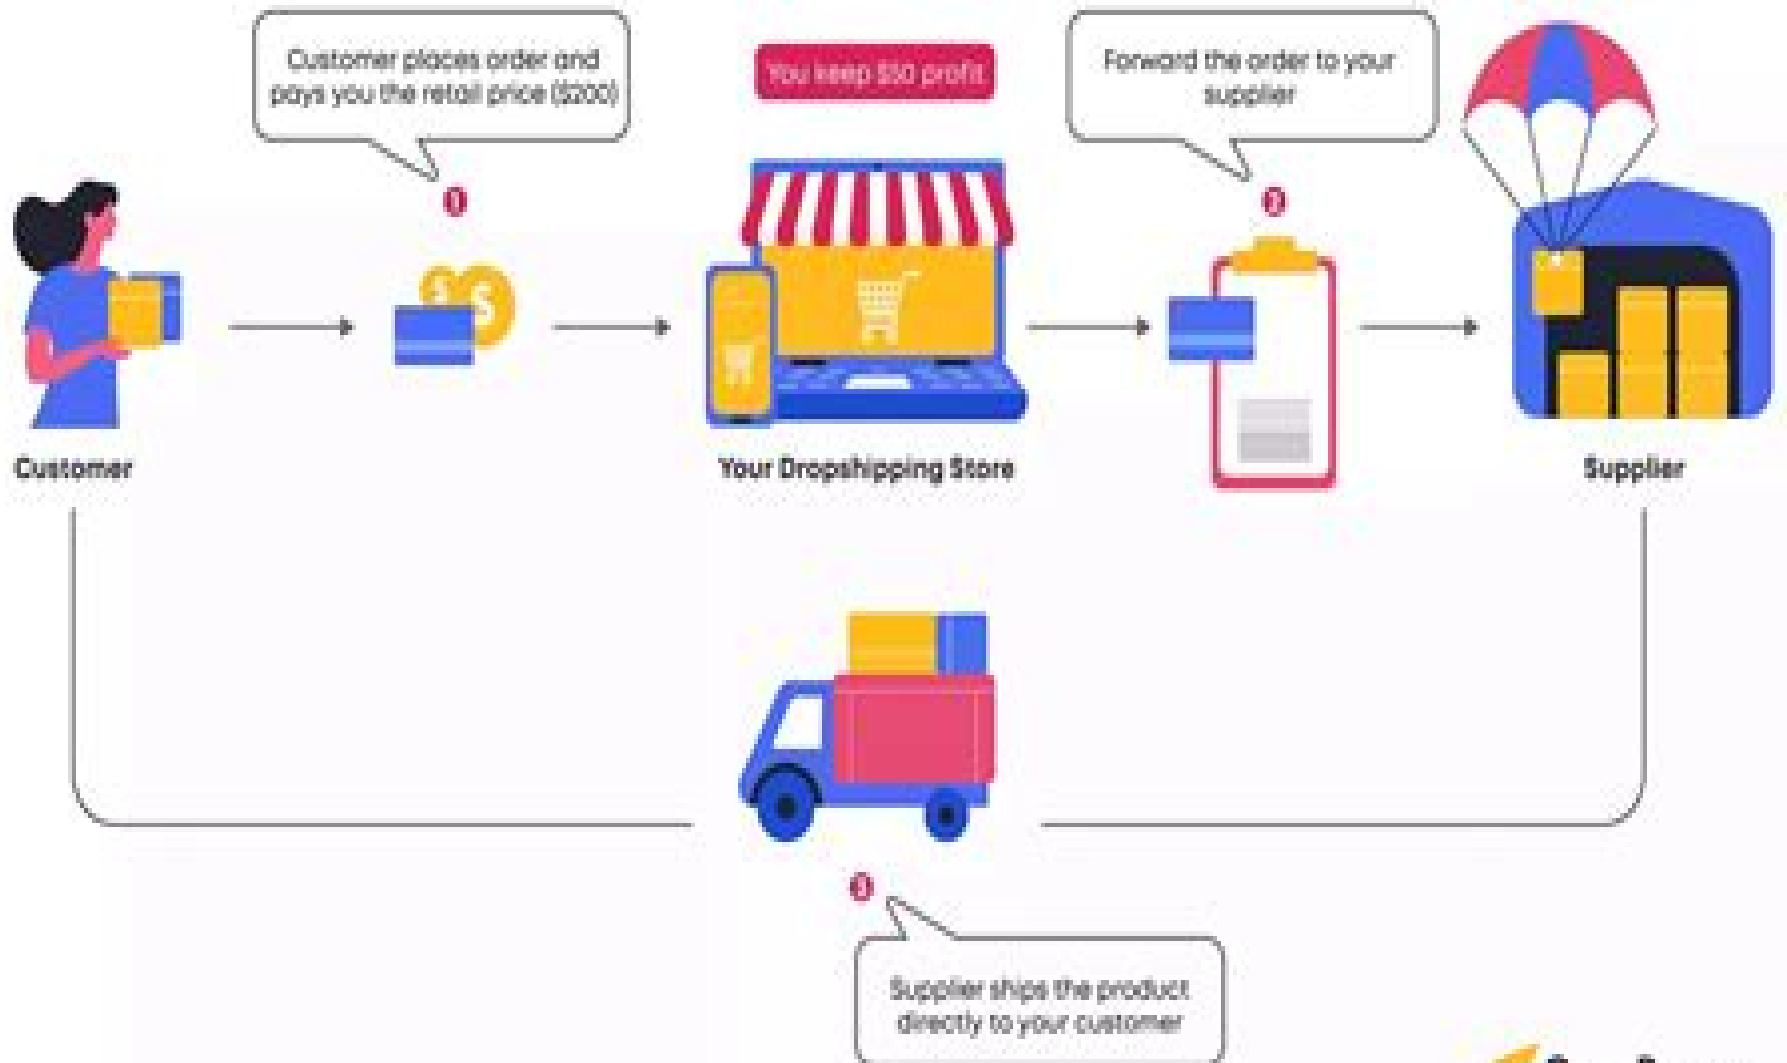 Customer places order and
pays you the retail price ($200)
You keep $50 profit
Forward the order to your
supplier
Customer
Your Dropshipping Store
Supplier
Supplier ships the product
directly to your customer